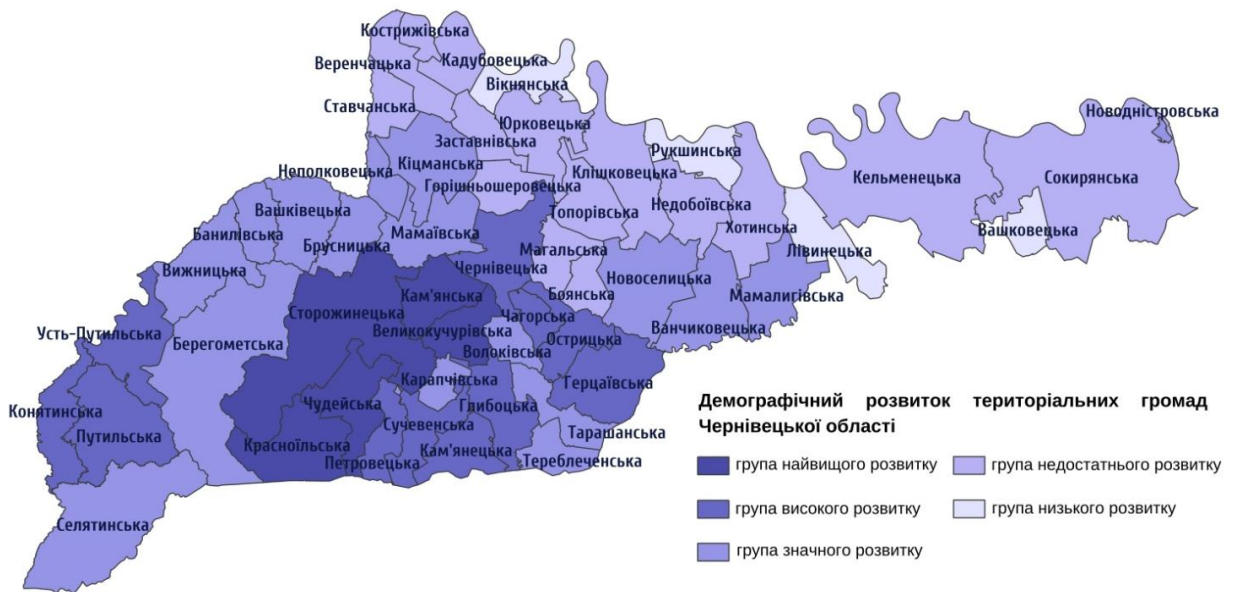 Кострижівська
Кадубовецька
Веренчацька
Вікнянська
Ставчанська
Юрковецька
Новодністровська
Заставнівська
Рукшинська
Кіцманська
Неполковецька
Клішковецька
Кельменецька
Сокирянська
Горішньошеровецька
Недобоївська
Вашківецька
Топорівська
Хотинська
Вашковецька
Банилівська
Мамаївська
Брусницька
Магальська
Лівинецька
Чернівецька
Вижницька
Новоселицька
Боянська
Мамалигівська
Кам'янська
Сторожинецька
Чагорська
Ванчиковецька
Усть-Путильська
Великокучурівська
Острицька
Берегометська
Волоківська
Карапчівська
Герцаївська
Чудейська
Глибоцька
Конятинська
Сучевенська
Тарашанська
Путильська
Красноїльська
Кам'янецька
Петровецька
Тереблеченська
Селятинська
Демографічний розвиток територіальних громад
Чернівецької області
група найвищого розвитку
група недостатнього розвитку
група високого розвитку
група низького розвитку
група значного розвитку